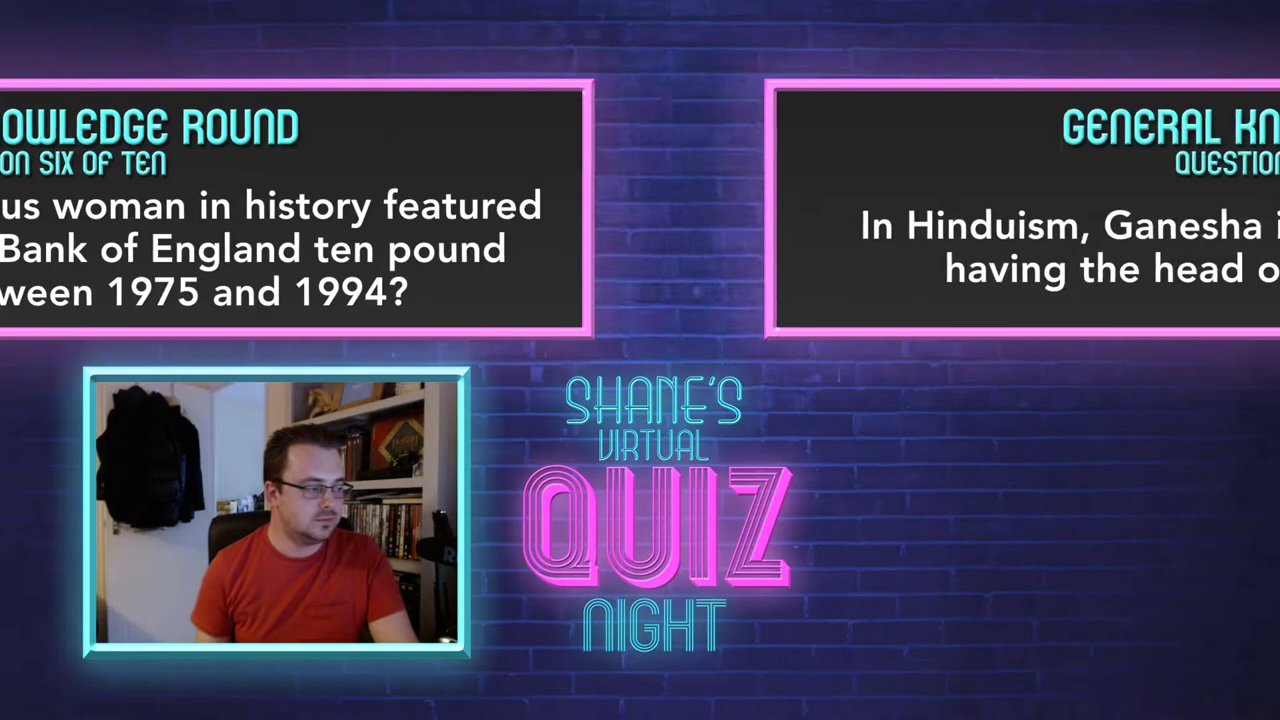 OWLEDGE ROUND
ON SIX OF TEN
us woman in history featured
Bank of England ten pound
ween 1975 and 1994?
GENERAL KN
QUESTION
In Hinduism, Ganesha i
having the head o
SHANE'S
VIRTUAL
QUIZ
NIGHT